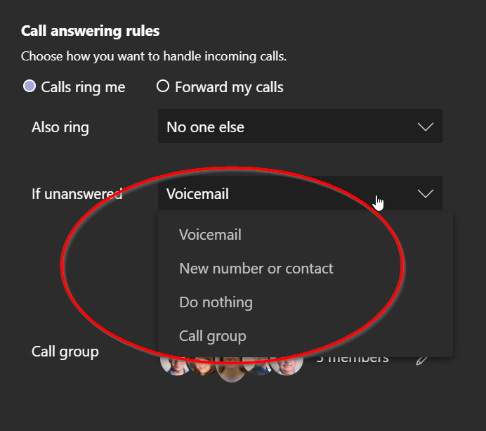 Call answering rules
Choose how you want to handle incoming calls.
Calls ring me Forward my calls
Also ring No one else
If unanswered Voicemail
Voicemail
New number or contact
Do nothing
Call group
Call group members